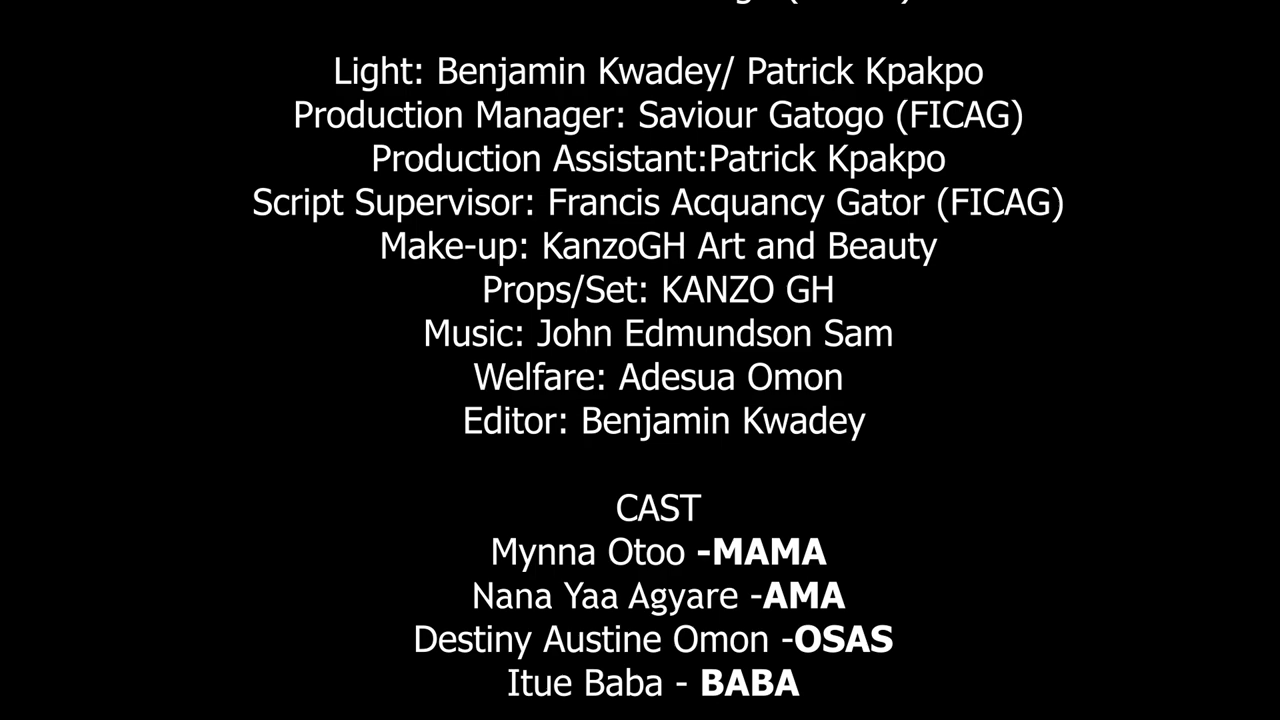 Light: Benjamin Kwadey/ Patrick Kpakpo
Production Manager: Saviour Gatogo (FICAG)
Production Assistant:Patrick Kpakpo
Script Supervisor: Francis Acquancy Gator (FICAG)
Make-up: KanzoGH Art and Beauty
Props/Set: KANZO GH
Music: John Edmundson Sam
Welfare: Adesua Omon
Editor: Benjamin Kwadey
CAST
Mynna Otoo -MAMA
Nana Yaa Agyare -AMA
Destiny Austine Omon -OSAS
Itue Baba - BABA